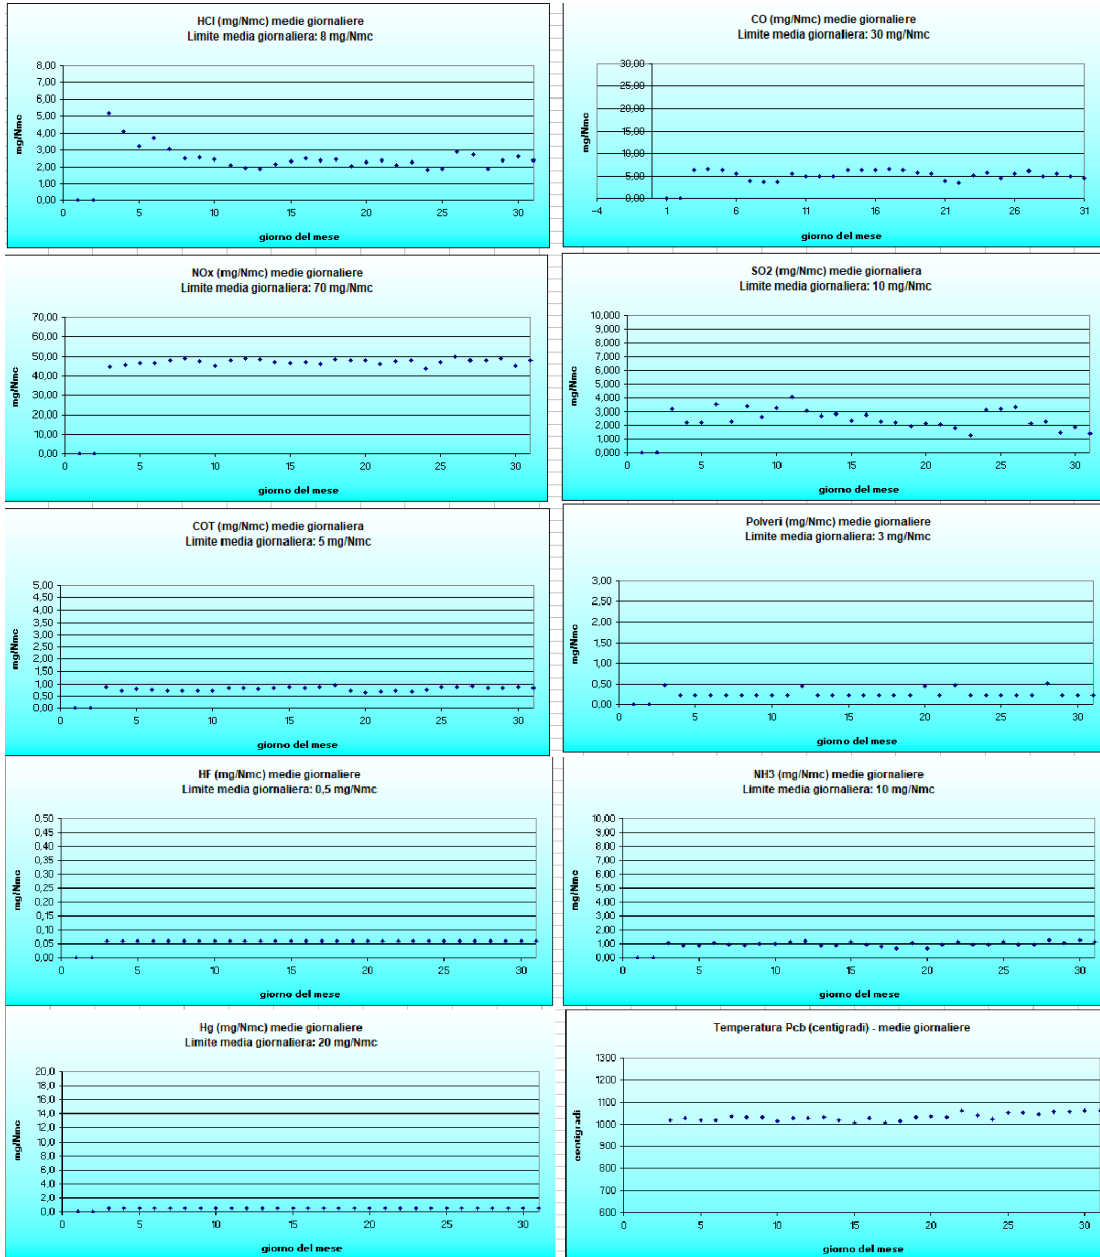 HCl (mg/Nmc) medie giornaliere
Limite media giornaliera: 8 mg/Nmc
8,00
7,00
6,00
5,00
4,00
3,00
2,00
1,00
0,00
mg/Nmc
0 5 10 15 20 25 30
giorno del mese
CO (mg/Nmc) medie giornaliere
Limite media giornaliera: 30 mg/Nmc
30,00
25,00
20,00
15,00
10,00
5,00
0,00
mg/Nmc
-4 1 6 11 16 21 26 31
giorno del mese
NOx (mg/Nmc) medie giornaliere
Limite media giornaliera: 70 mg/Nmc
70,00
60,00
50,00
40,00
30,00
20,00
10,00
0,00
mg/Nmc
0 5 10 15 20 25 30
giorno del mese
SO2 (mg/Nmc) medie giornaliera
Limite media giornaliera: 10 mg/Nmc
10,000
9,000
8,000
7,000
6,000
5,000
4,000
3,000
2,000
1,000
0,000
mg/Nmc
0 5 10 15 20 25 30
giorno del mese
COT (mg/Nmc) medie giornaliera
Limite media giornaliera: 5 mg/Nmc
5,00
4,50
4,00
3,50
3,00
2,50
2,00
1,50
1,00
0,50
0,00
mg/Nmc
0 5 10 15 20 25 30
giorno del mese
Polveri (mg/Nmc) medie giornaliere
Limite media giornaliera: 3 mg/Nmc
3,00
2,50
2,00
1,50
1,00
0,50
0,00
mg/Nmc
0 5 10 15 20 25 30
giorno del mese
HF (mg/Nmc) medie giornaliere
Limite media giornaliera: 0,5 mg/Nmc
0,50
0,45
0,40
0,35
0,30
0,25
0,20
0,15
0,10
0,05
0,00
mg/Nmc
0 5 10 15 20 25 30
giorno del mese
NH3 (mg/Nmc) medie giornaliere
Limite media giornaliera: 10 mg/Nmc
10,00
9,00
8,00
7,00
6,00
5,00
4,00
3,00
2,00
1,00
0,00
mg/Nmc
0 5 10 15 20 25 30
giorno del mese
Hg (mg/Nmc) medie giornaliere
Limite media giornaliera: 20 mg/Nmc
20,0
18,0
16,0
14,0
12,0
10,0
8,0
6,0
4,0
2,0
0,0
mg/Nmc
0 5 10 15 20 25 30
giorno del mese
Temperatura Pcb (centigradi) - medie giornaliere
1300
1200
1100
1000
900
800
700
600
centigradi
0 5 10 15 20 25 30
giorno del mese